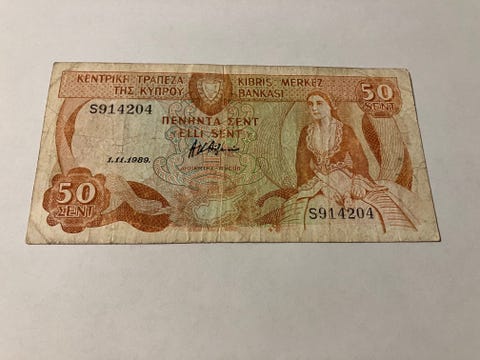 ΚΕΝΤΡΙΚΗ ΤΡΑΠΕΖΑ
ΤΗΣ ΚΥΠΡΟΥ
KIBRIS MERKEZ
BANKASI
50
ΣΕΝΤ
S914204
ΠΕΝΗΝΤΑ ΣΕΝΤ
ELLI SENT
1.11.1989.
50
ΣΕΝΤ
S914204